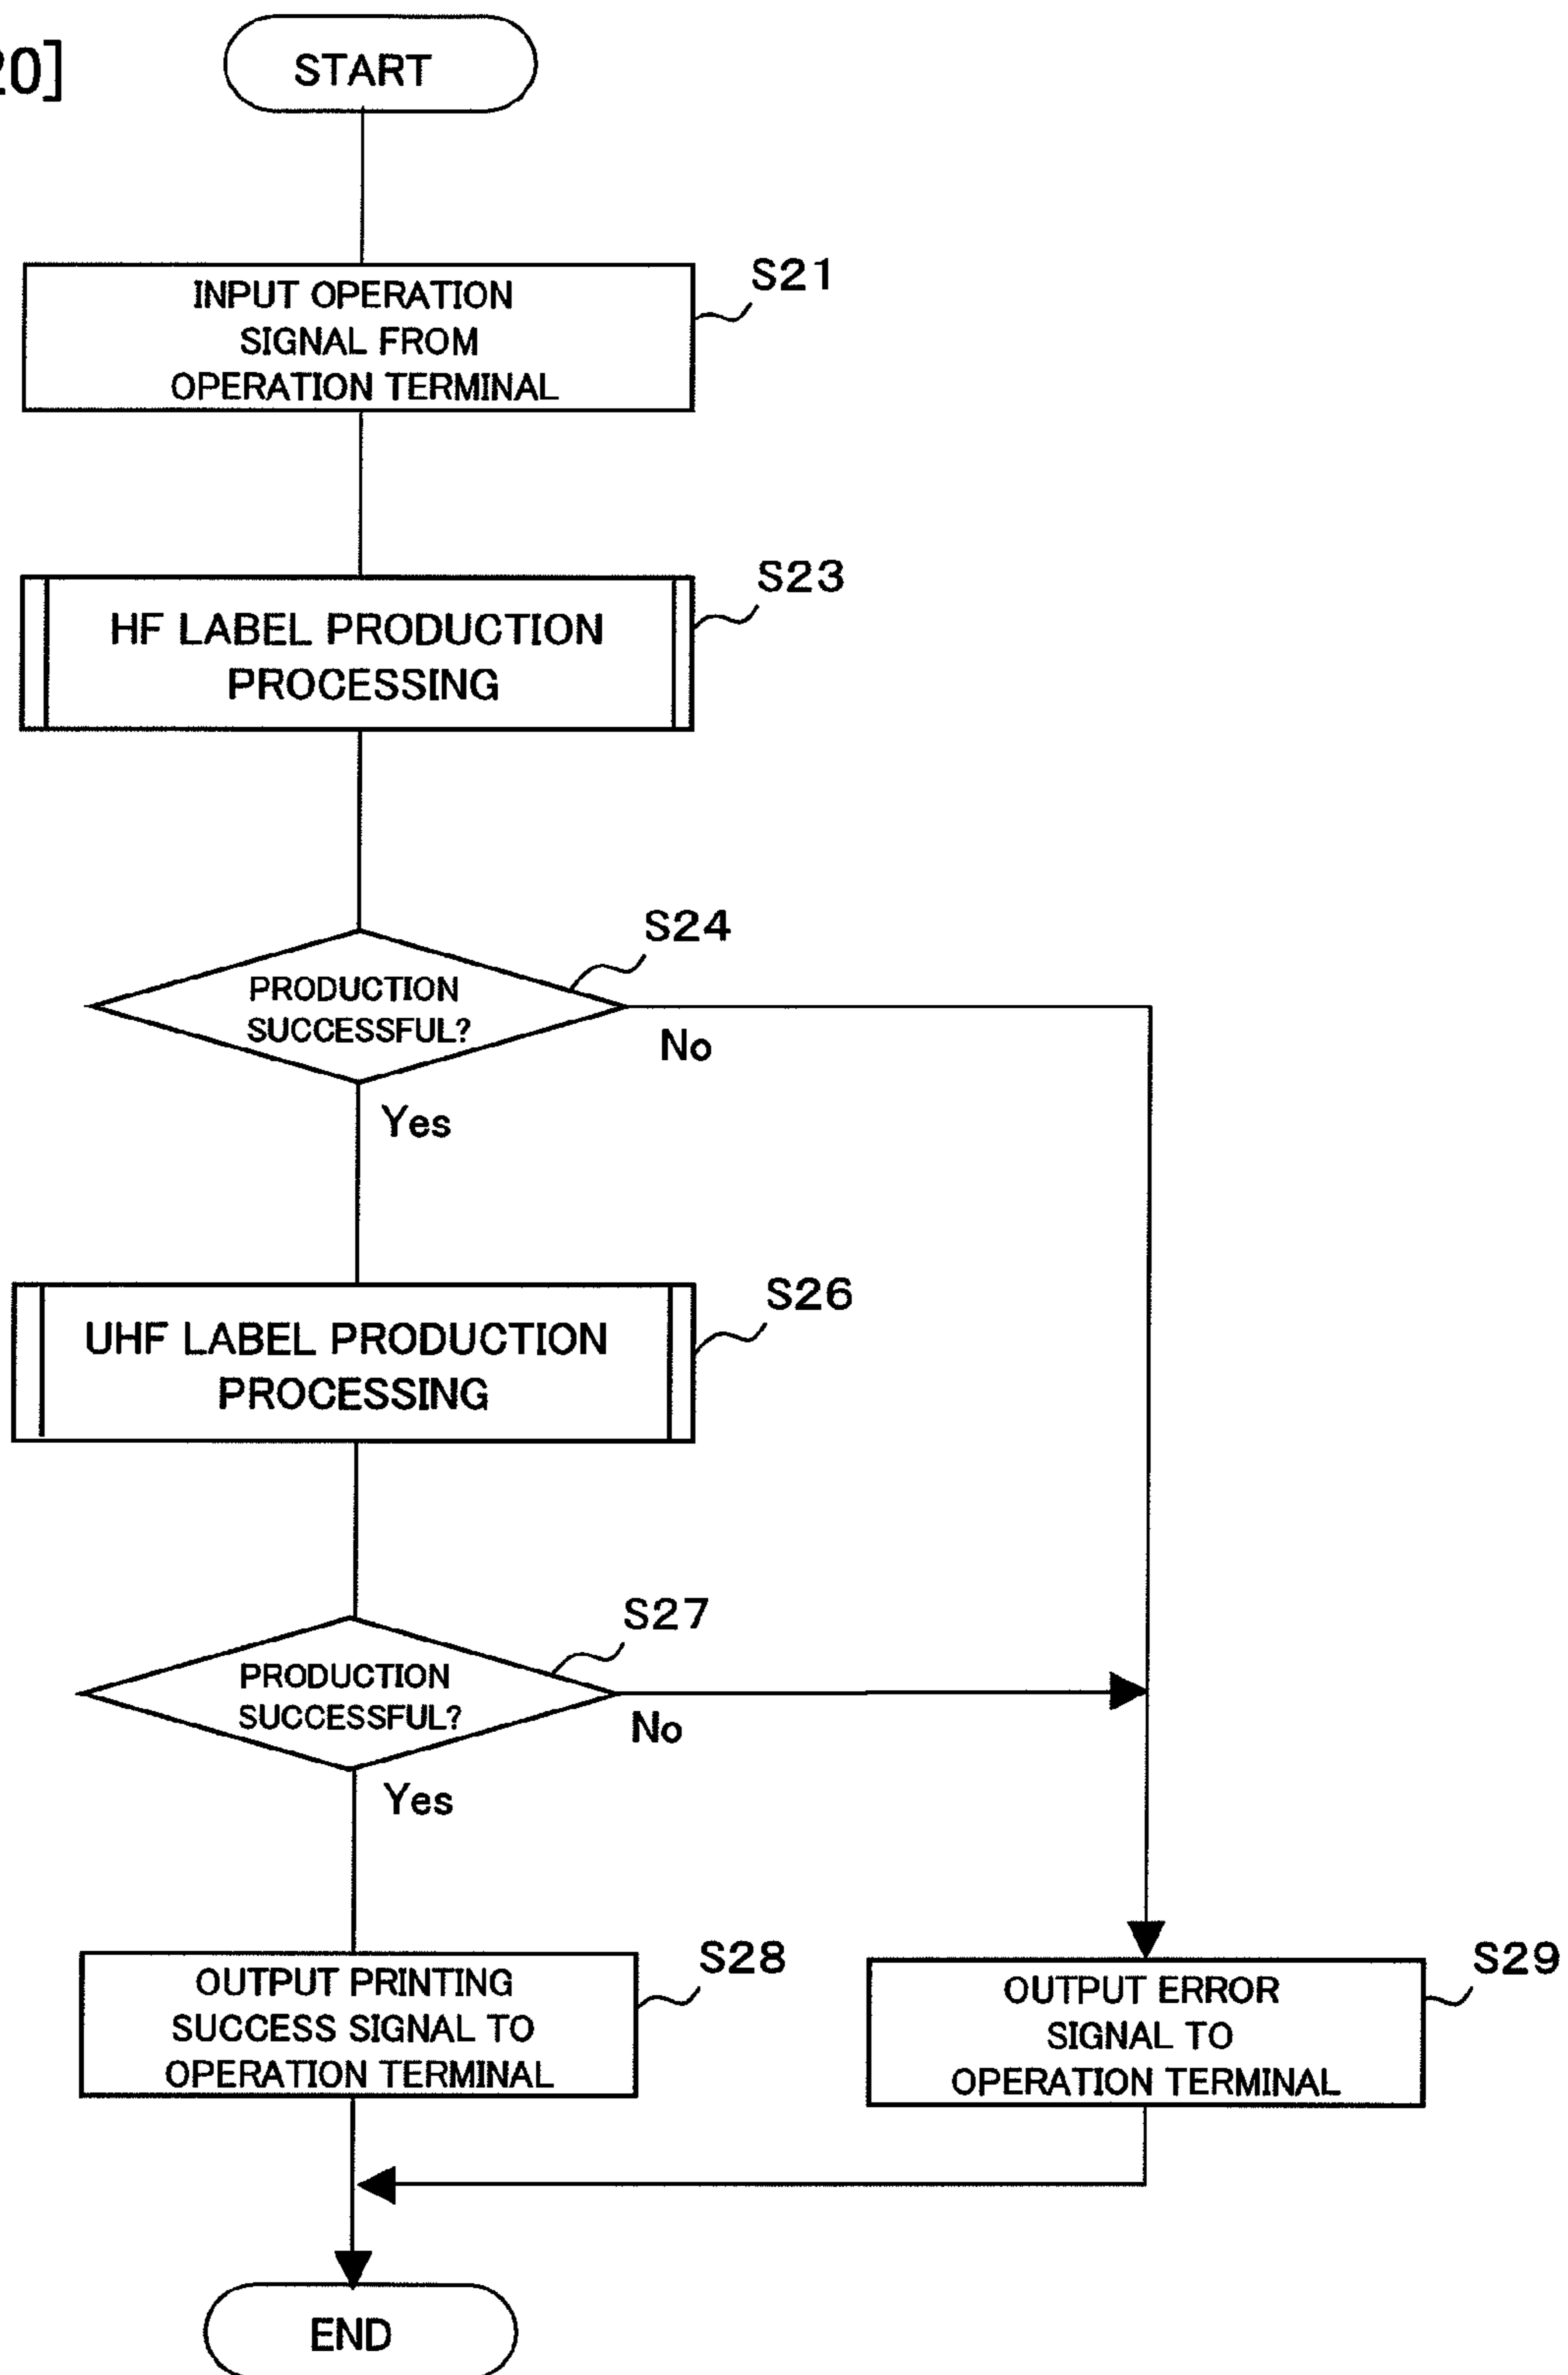 20]
START
INPUT OPERATION
SIGNAL FROM
OPERATION TERMINAL
S21
HF LABEL PRODUCTION
PROCESSING
S23
PRODUCTION
SUCCESSFUL?
S24
No
Yes
UHF LABEL PRODUCTION
PROCESSING
S26
PRODUCTION
SUCCESSFUL?
S27
No
Yes
OUTPUT PRINTING
SUCCESS SIGNAL TO
OPERATION TERMINAL
S28
OUTPUT ERROR
SIGNAL TO
OPERATION TERMINAL
S29
END